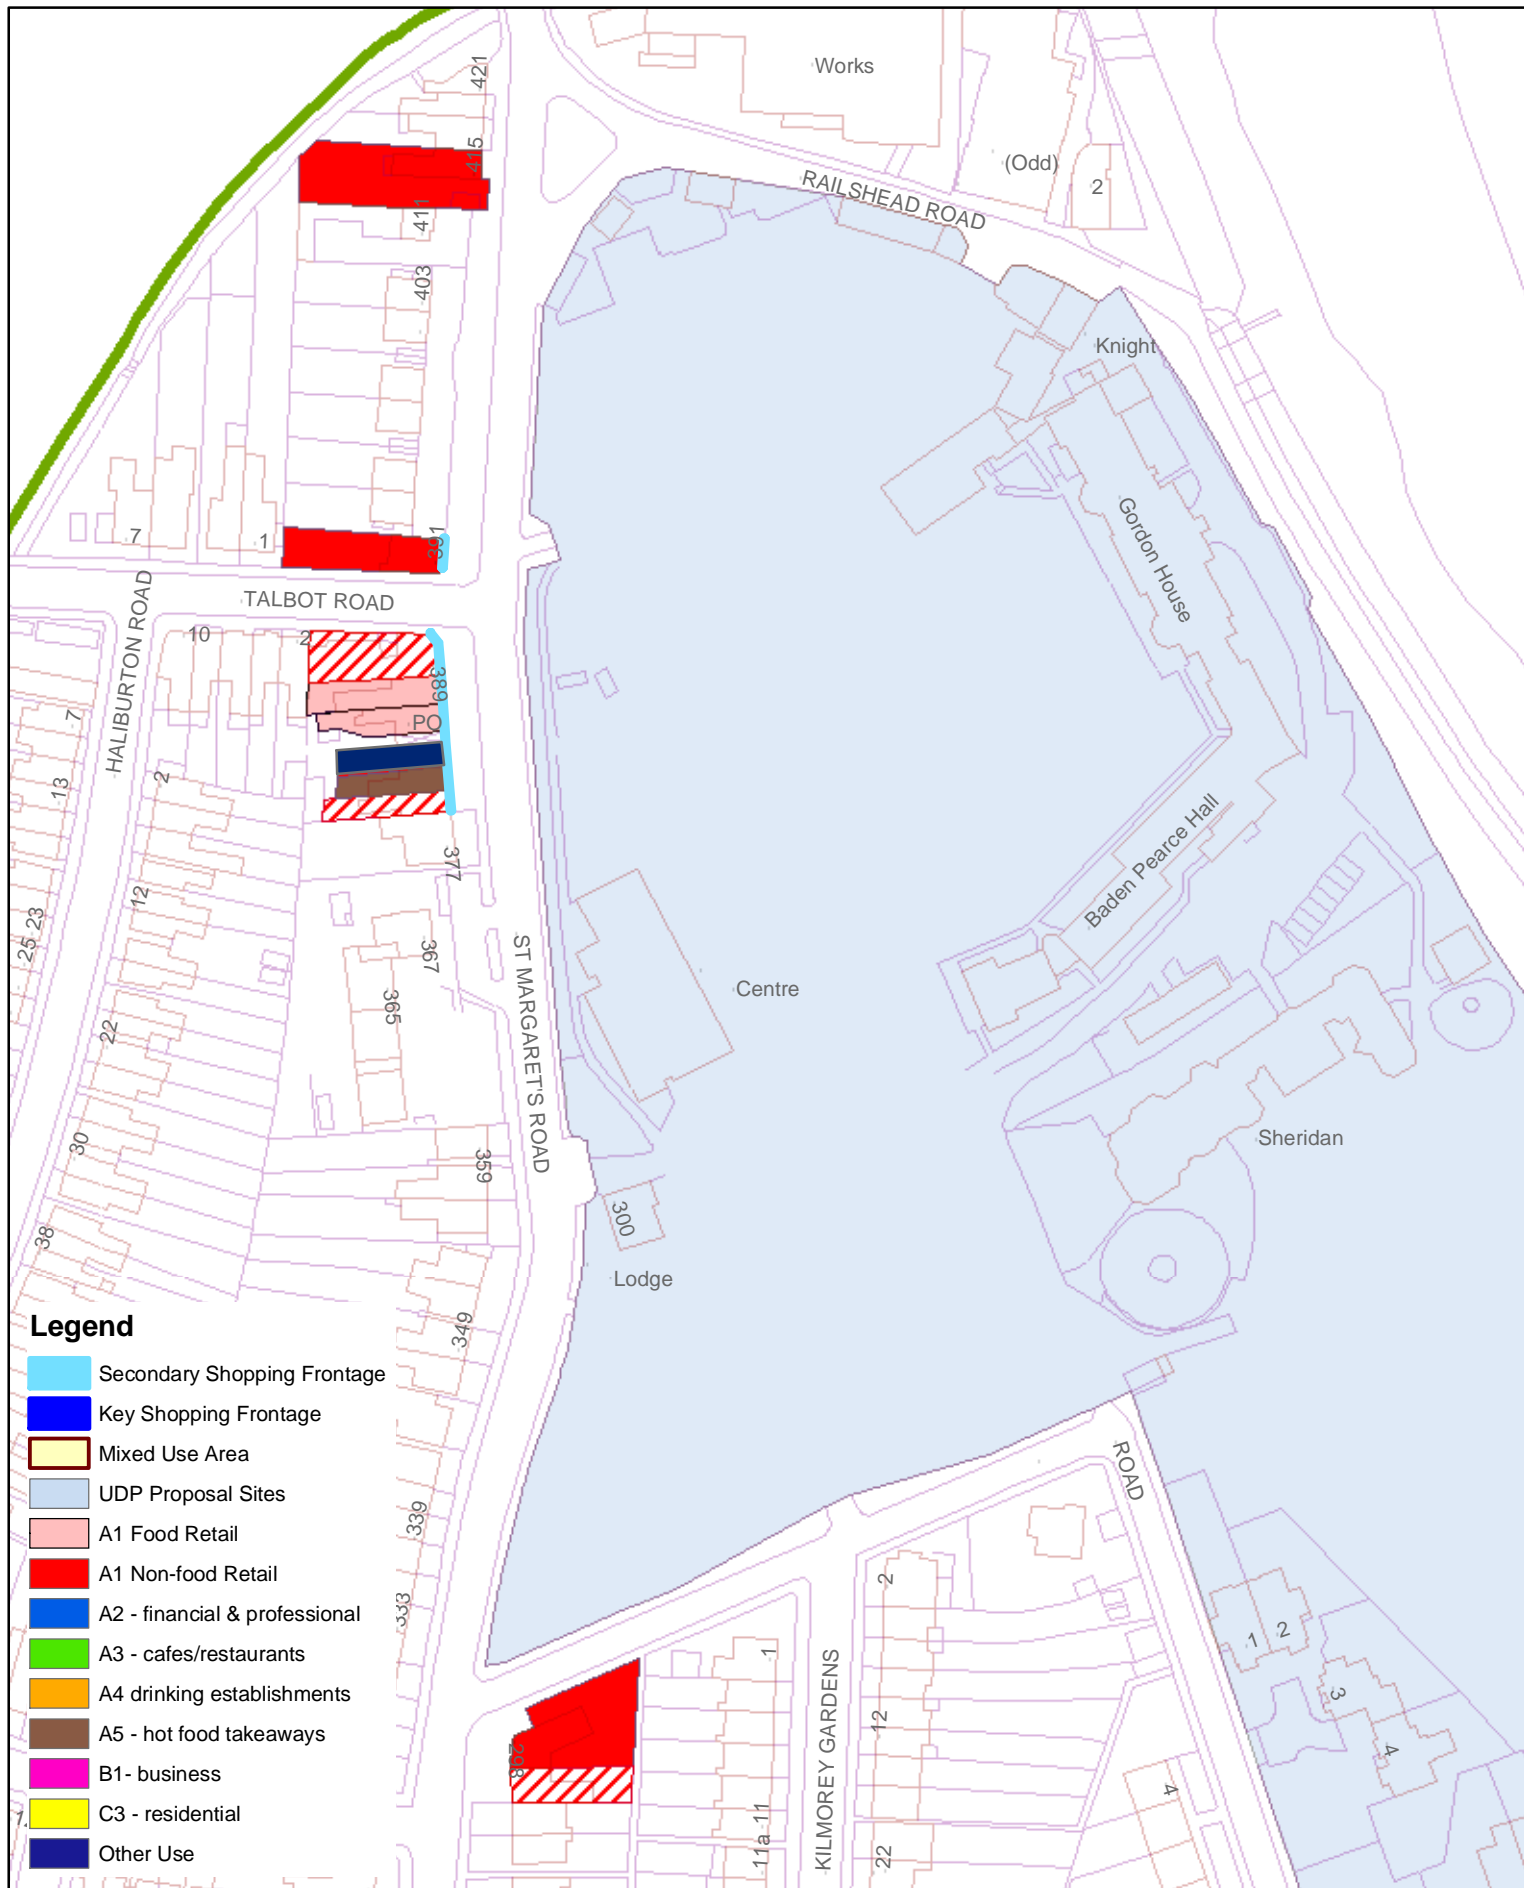 Works
421
415
(Odd)
2
RAILSHEAD ROAD
411
403
Knight
Gordon House
391
7
1
TALBOT ROAD
HALIBURTON ROAD
10
2
389
PO
7
13
2
377
Baden Pearce Hall
12
25
23
367
365
ST MARGARET'S ROAD
Centre
22
30
359
Sheridan
38
300
Lodge
349
339
333
ROAD
Legend
Secondary Shopping Frontage
Key Shopping Frontage
Mixed Use Area
UDP Proposal Sites
A1 Food Retail
A1 Non-food Retail
A2 - financial & professional
A3 - cafes/restaurants
A4 drinking establishments
A5 - hot food takeaways
B1- business
C3 - residential
Other Use
298
1
11
11a
KILMOREY GARDENS
2
12
22
1
2
3
4
4